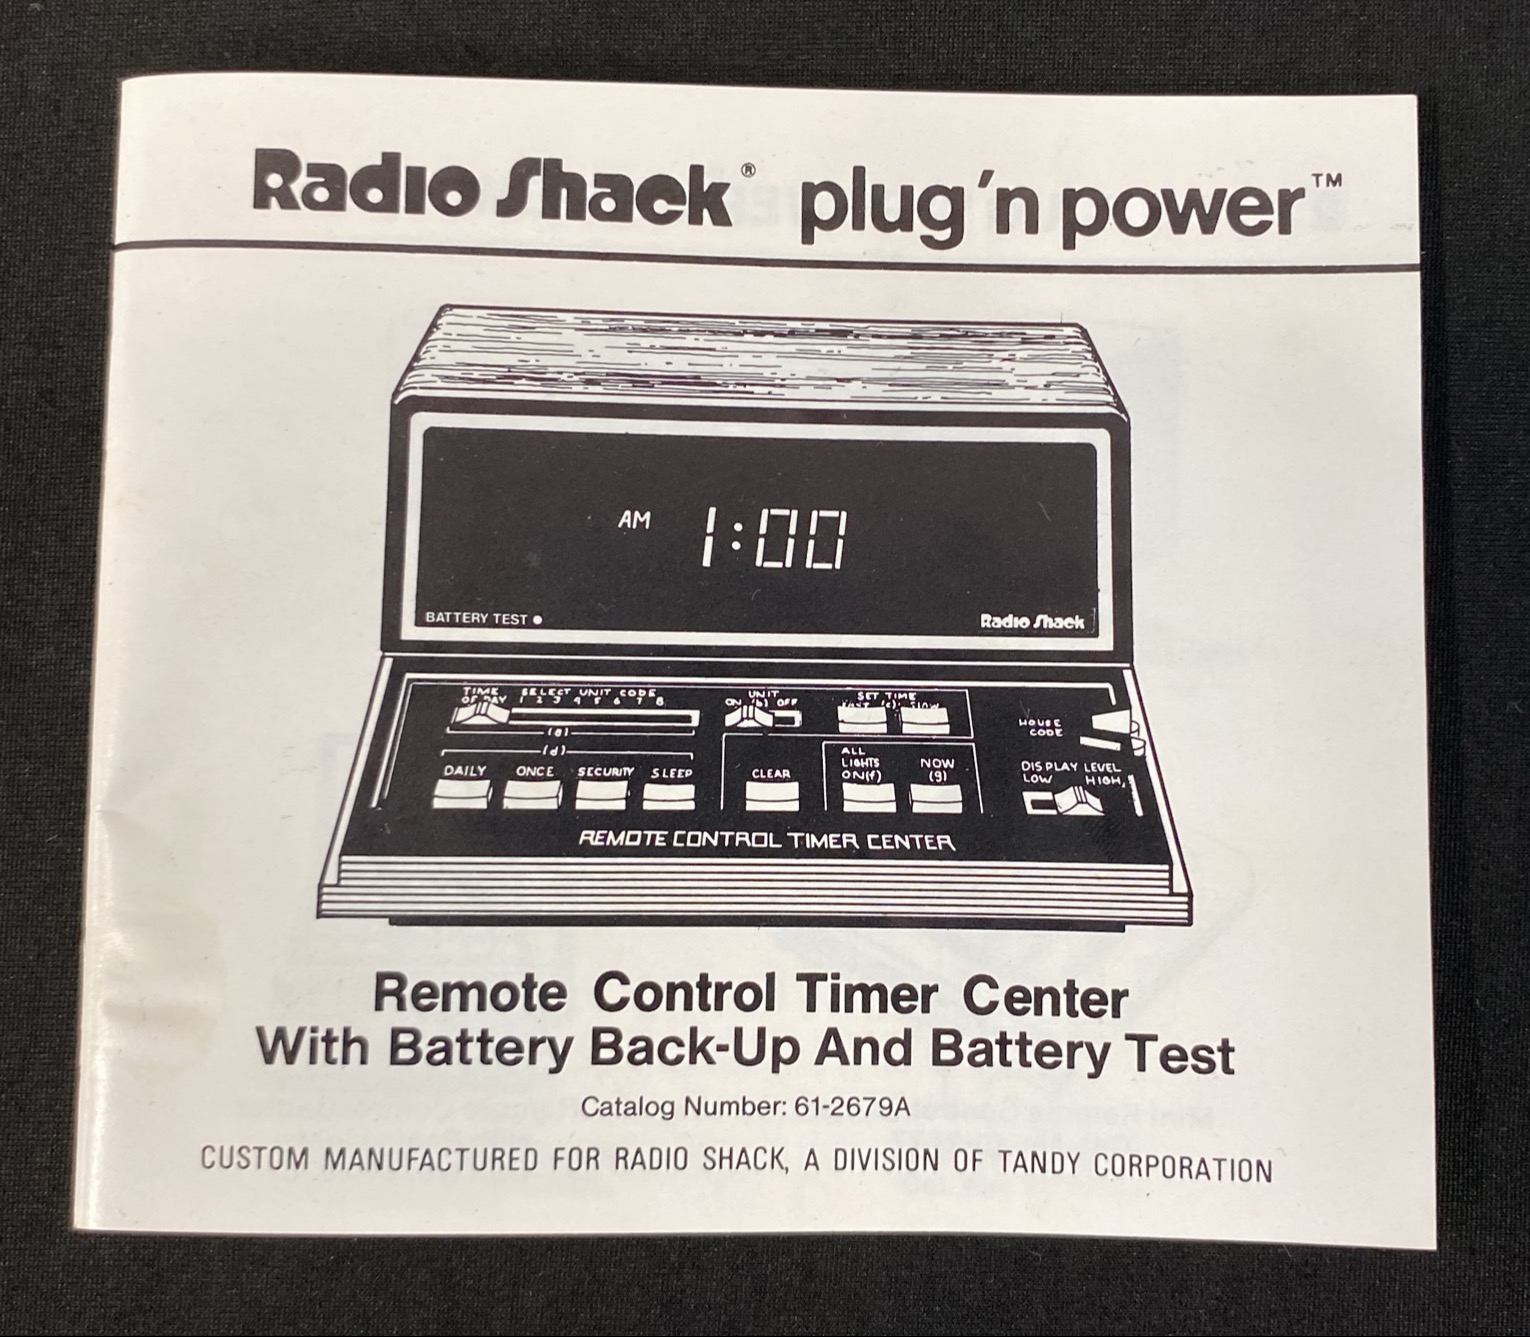 Radio Shack® plug 'n power™
AM 1:00
BATTERY TEST
Radio Shack
TIME OF DAY
SELECT UNIT CODE
1 2 3 4 5 6 7 8
(a)
UNIT
ON (b) OFF
SET TIME
FAST (c) SLOW
HOUSE
CODE
(d)
DAILY ONCE SECURITY SLEEP
CLEAR
ALL
LIGHTS
ON(f)
NOW
(g)
DISPLAY LEVEL
LOW HIGH
REMOTE CONTROL TIMER CENTER
Remote Control Timer Center
With Battery Back-Up And Battery Test
Catalog Number: 61-2679A
CUSTOM MANUFACTURED FOR RADIO SHACK, A DIVISION OF TANDY CORPORATION